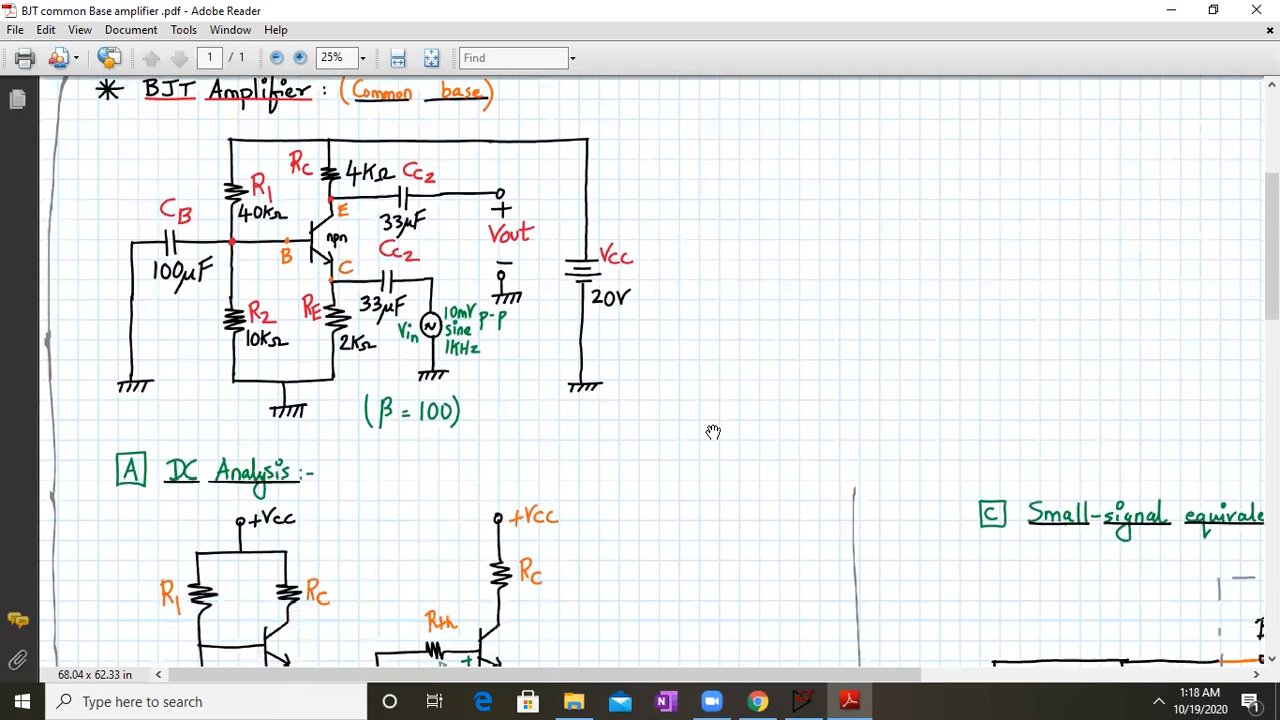 BJT common Base amplifier .pdf - Adobe Reader
File Edit View Document Tools Window Help
1 / 1 25% Find
* BJT Amplifier : (Common base)
RC 4KΩ CC2
R1
40KΩ
E
33μF
CB
100μF
npn
Vout
+
−
B
C
CC2
33μF
VCC
20V
R2
10KΩ
RE
2KΩ
Vin
10mV p-p
sine
1KHz
(β = 100)
A DC Analysis :-
+VCC
+VCC
C Small-signal equivale
R1
RC
RC
Rth
+
B
68.04 x 62.33 in
Type here to search
1:18 AM
10/19/2020
1